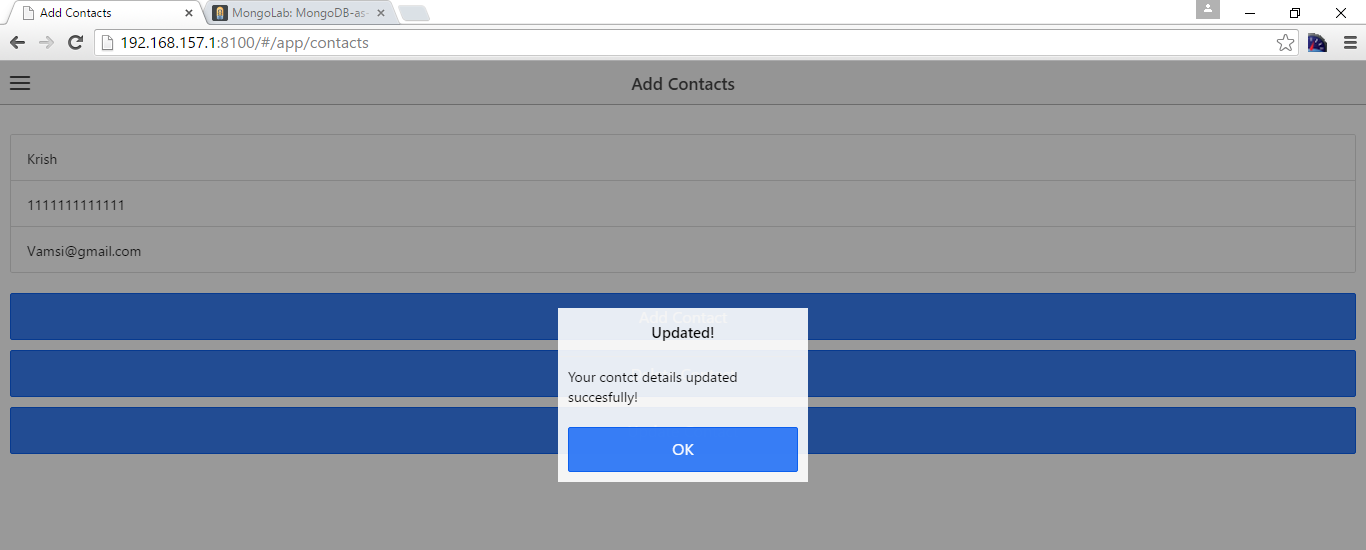 Add Contacts
MongoLab: MongoDB-as-
192.168.157.1:8100/#/app/contacts
Add Contacts
Krish
1111111111111
Vamsi@gmail.com
Add Contact
Updated!
Your contct details updated
succesfully!
OK